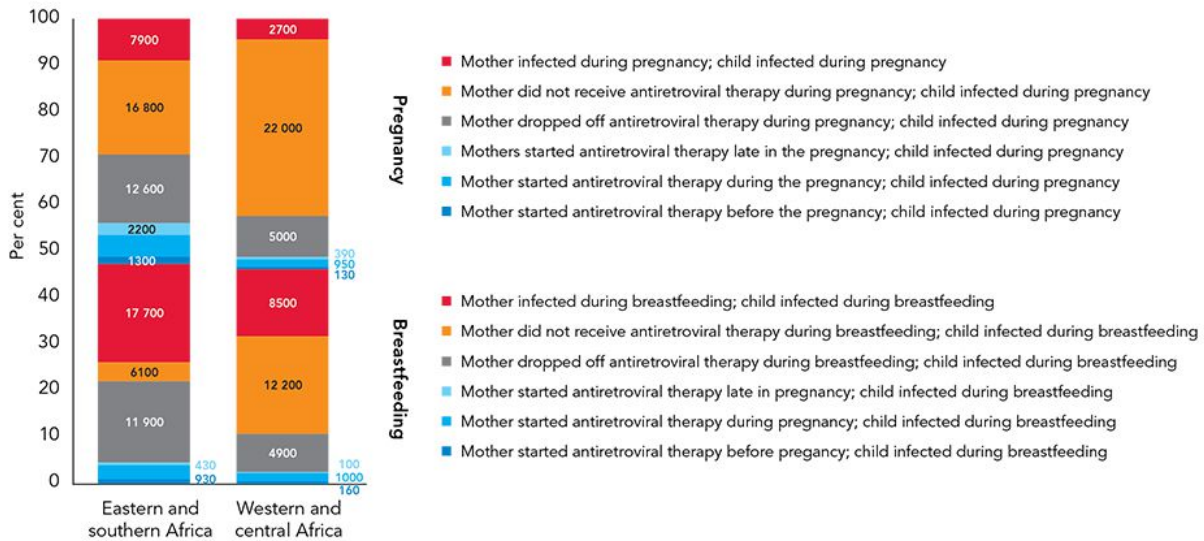 100
90
80
70
60
50
40
30
20
10
0
Per cent
7900
16 800
12 600
2200
1300
17 700
6100
11 900
430
930
2700
22 000
5000
390
950
130
8500
12 200
4900
100
1000
160
Eastern and
southern Africa
Western and
central Africa
Pregnancy
Mother infected during pregnancy; child infected during pregnancy
Mother did not receive antiretroviral therapy during pregnancy; child infected during pregnancy
Mother dropped off antiretroviral therapy during pregnancy; child infected during pregnancy
Mothers started antiretroviral therapy late in the pregnancy; child infected during pregnancy
Mother started antiretroviral therapy during the pregnancy; child infected during pregnancy
Mother started antiretroviral therapy before the pregnancy; child infected during pregnancy
Breastfeeding
Mother infected during breastfeeding; child infected during breastfeeding
Mother did not receive antiretroviral therapy during breastfeeding; child infected during breastfeeding
Mother dropped off antiretroviral therapy during breastfeeding; child infected during breastfeeding
Mother started antiretroviral therapy late in pregnancy; child infected during breastfeeding
Mother started antiretroviral therapy during pregnancy; child infected during breastfeeding
Mother started antiretroviral therapy before pregancy; child infected during breastfeeding